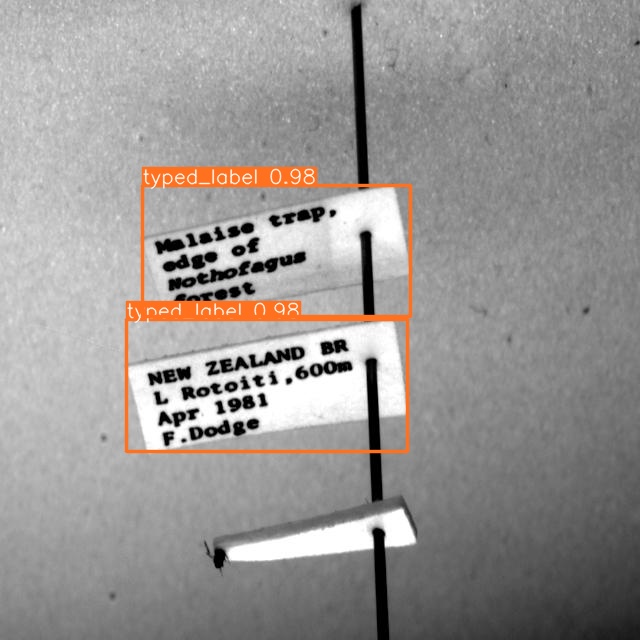 typed_label 0.98
Malaise trap,
edge of
Nothofagus
forest
typed_label 0.98
NEW ZEALAND BR
L Rotoiti,600m
Apr 1981
F.Dodge